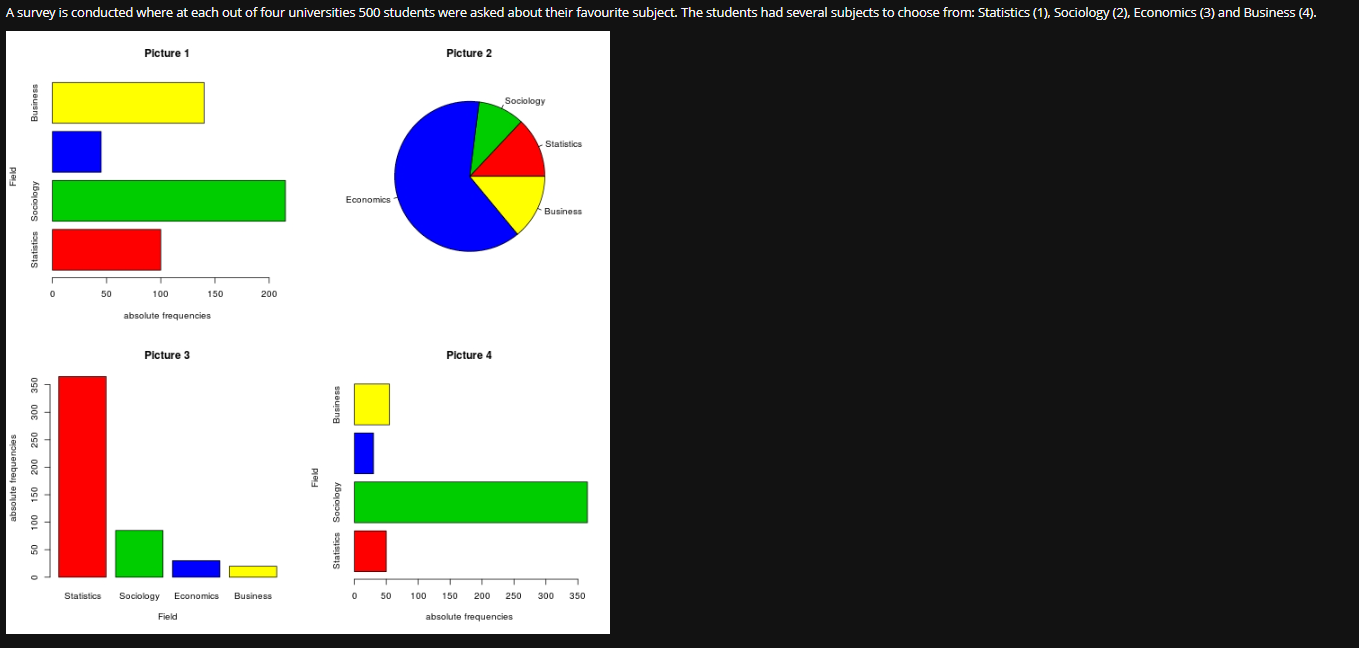 A survey is conducted where at each out of four universities 500 students were asked about their favourite subject. The students had several subjects to choose from: Statistics (1), Sociology (2), Economics (3) and Business (4).
Picture 1
Business
Sociology
Statistics
Field
0 50 100 150 200
absolute frequencies
Picture 2
Sociology
Statistics
Economics
Business
Picture 3
350
300
250
200
150
100
50
0
absolute frequencies
Statistics Sociology Economics Business
Field
Picture 4
Business
Sociology
Statistics
Field
0 50 100 150 200 250 300 350
absolute frequencies